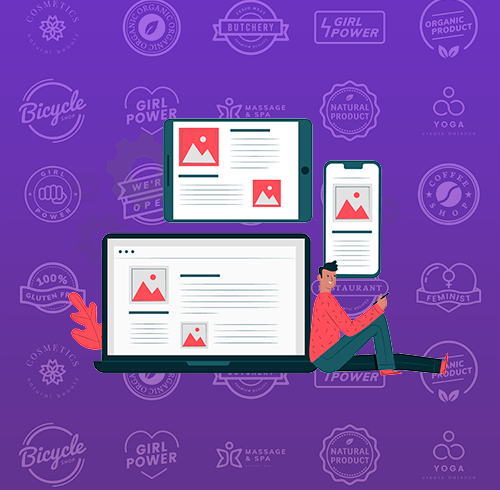 COSMETICS
natural beauty
ORGANIC ORGANIC ORGANIC
BUTCHERY
GIRL
POWER
ORGANIC
PRODUCT
Bicycle
SHOP
GIRL
POWER
MASSAGE
& SPA
NATURAL
PRODUCT
YOGA
create balance
GIRL
POWER
WE'RE
OPEN
COFFEE
SHOP
100%
GLUTEN FR
RESTAURANT
FEMINIST
COSMETICS
natural beauty
ORGANIC
BUTCHERY
POWER
ORGANIC
PRODUCT
Bicycle
SHOP
GIRL
POWER
MASSAGE
& SPA
NATURAL
PRODUCT
YOGA
create balance